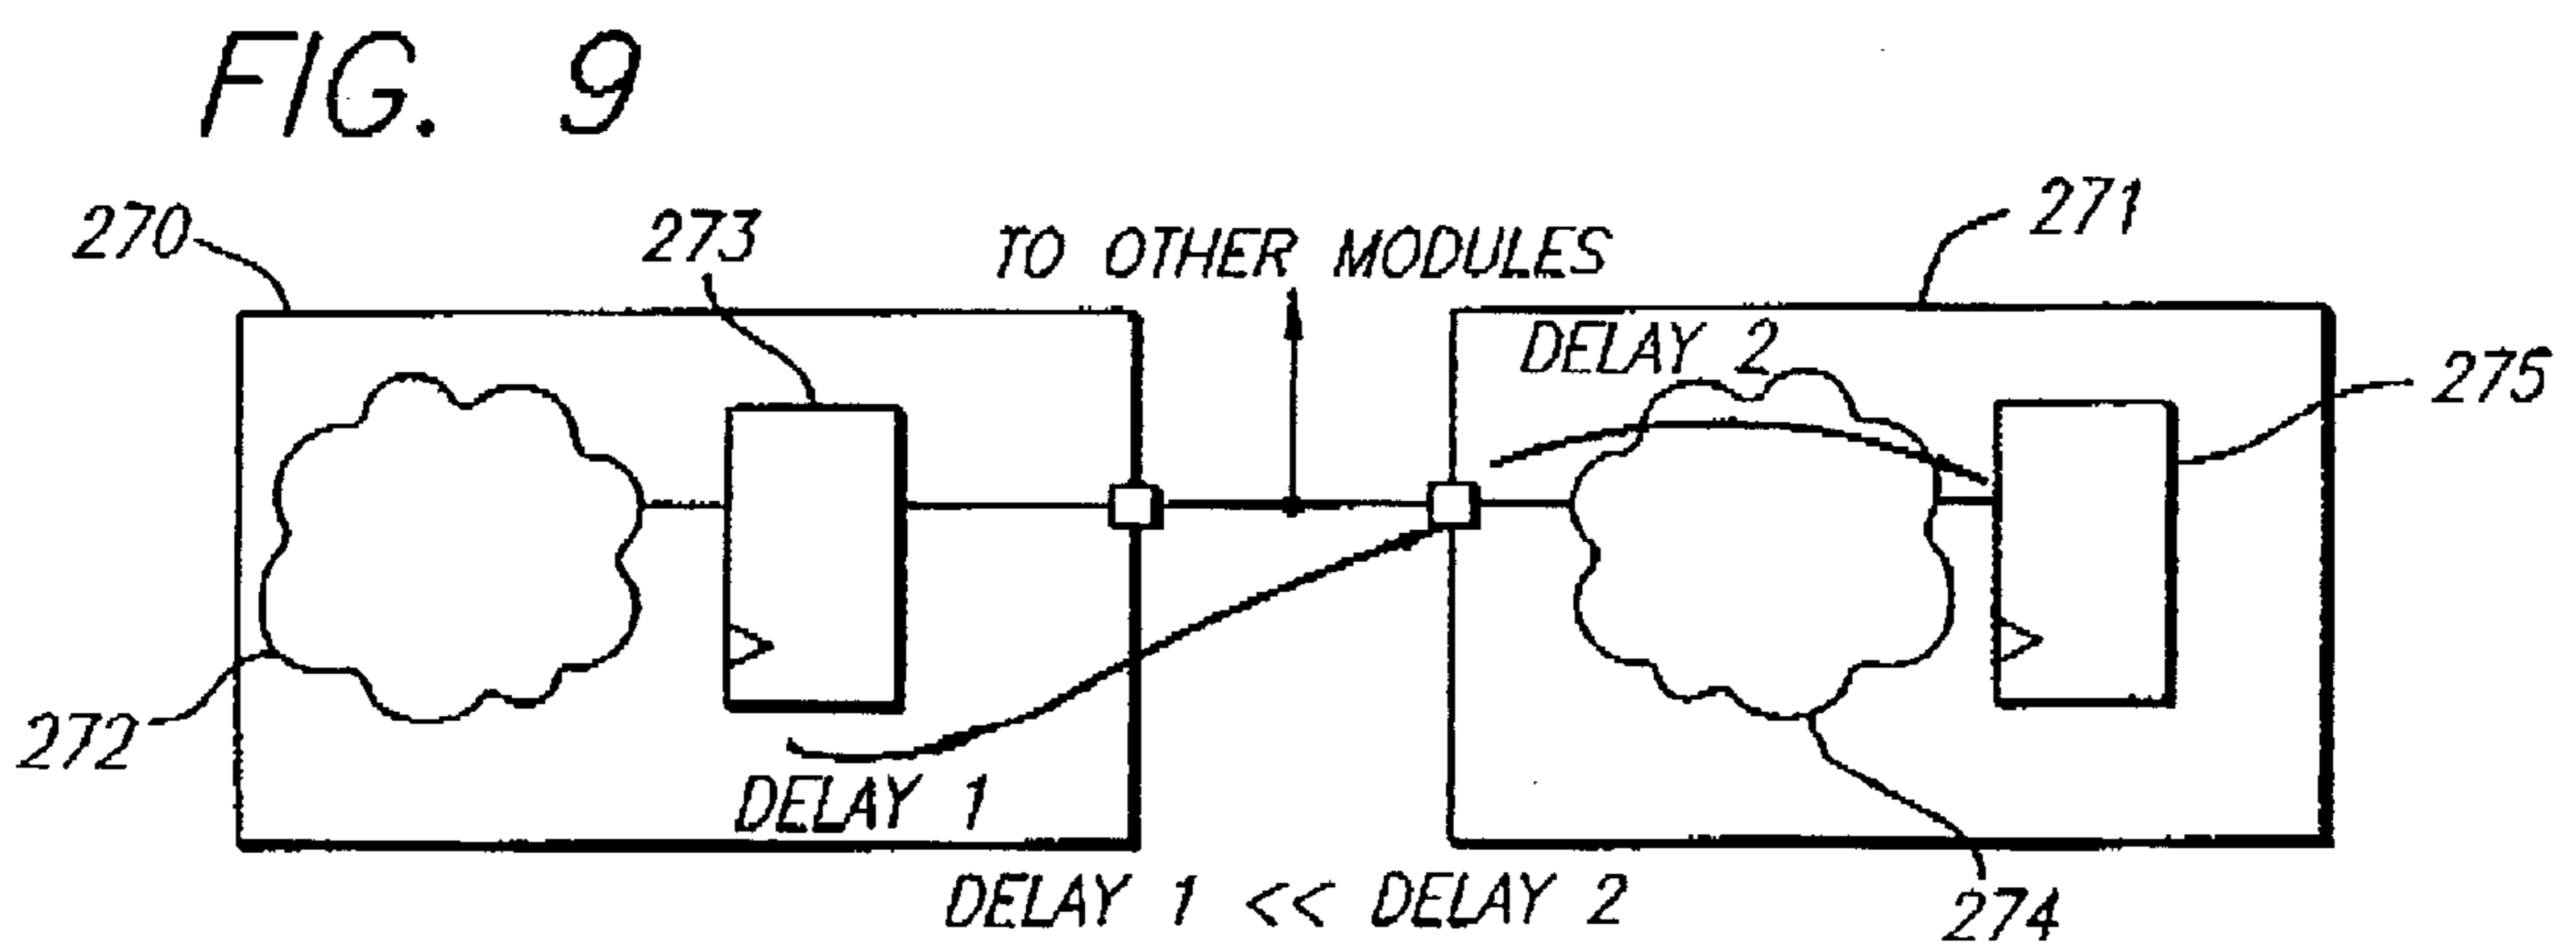 FIG. 9
270
273
TO OTHER MODULES
271
DELAY 2
275
272
DELAY 1
DELAY 1 << DELAY 2
274